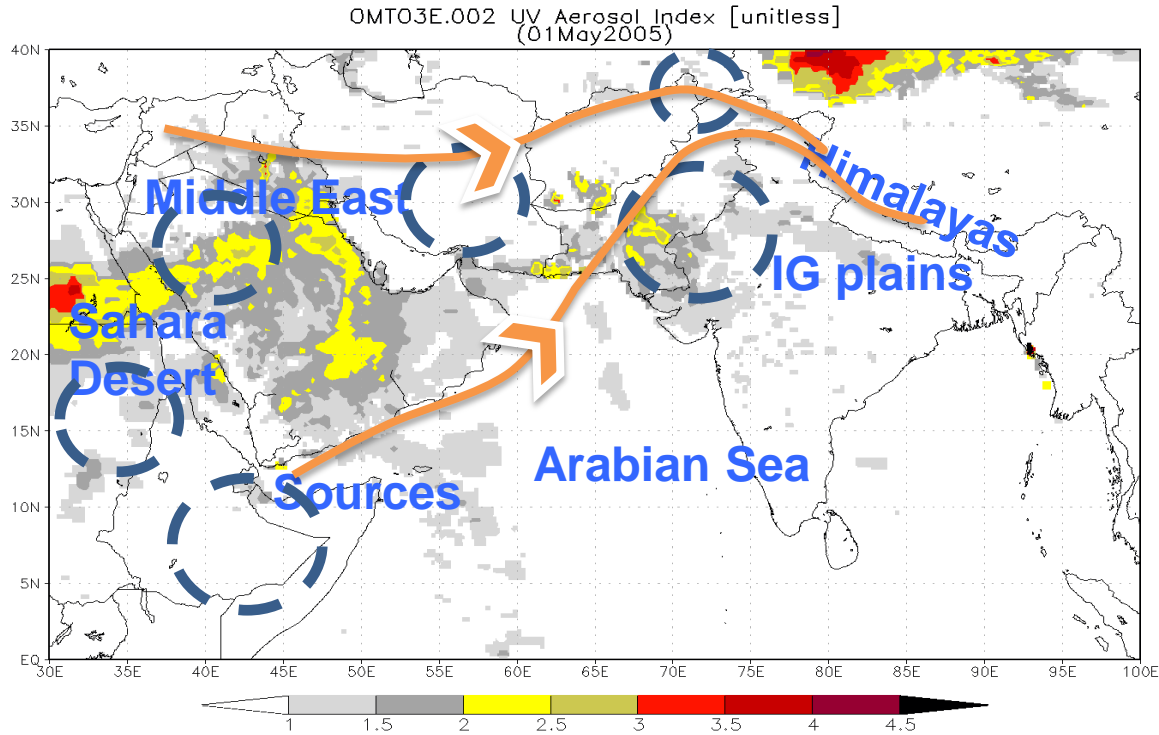 OMTO3E.002 UV Aerosol Index [unitless]
(01May2005)
40N
35N
30N
25N
20N
15N
10N
5N
EQ
Middle East
Himalayas
IG plains
Sahara
Desert
Arabian Sea
Sources
30E 35E 40E 45E 50E 55E 60E 65E 70E 75E 80E 85E 90E 95E 100E
1 1.5 2 2.5 3 3.5 4 4.5